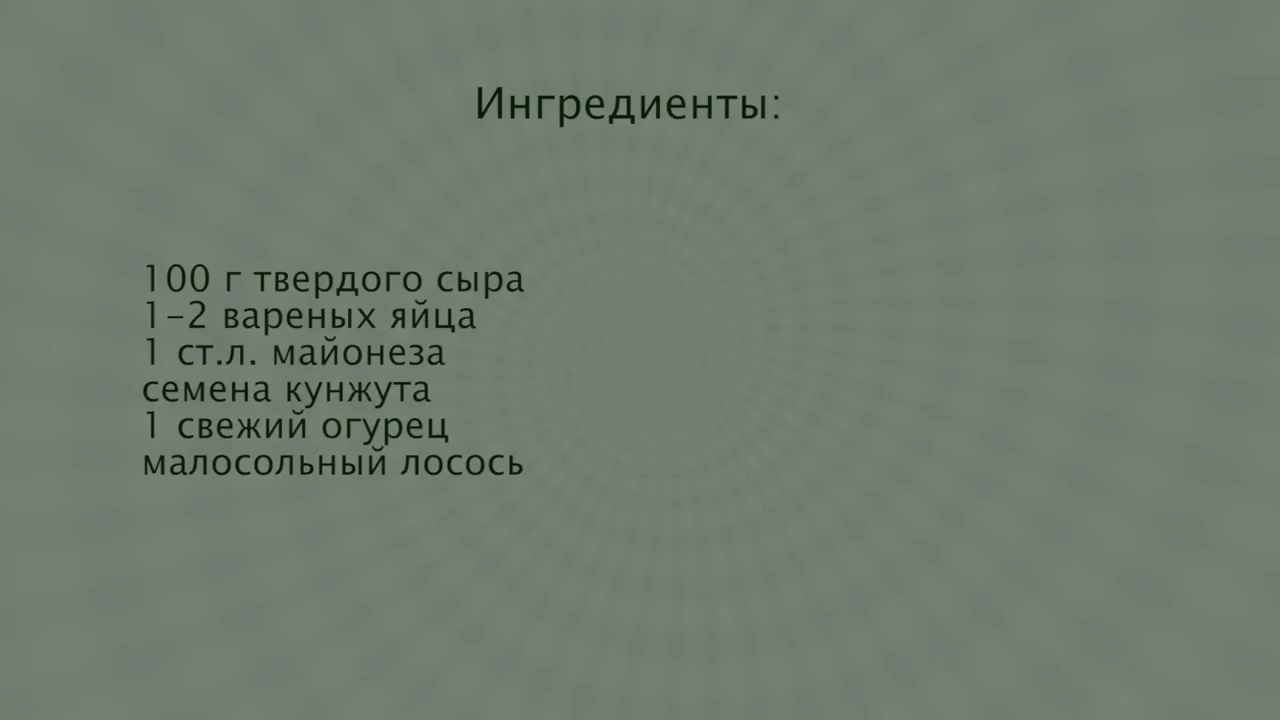 Ингредиенты:
100 г твердого сыра
1-2 вареных яйца
1 ст.л. майонеза
семена кунжута
1 свежий огурец
малосольный лосось